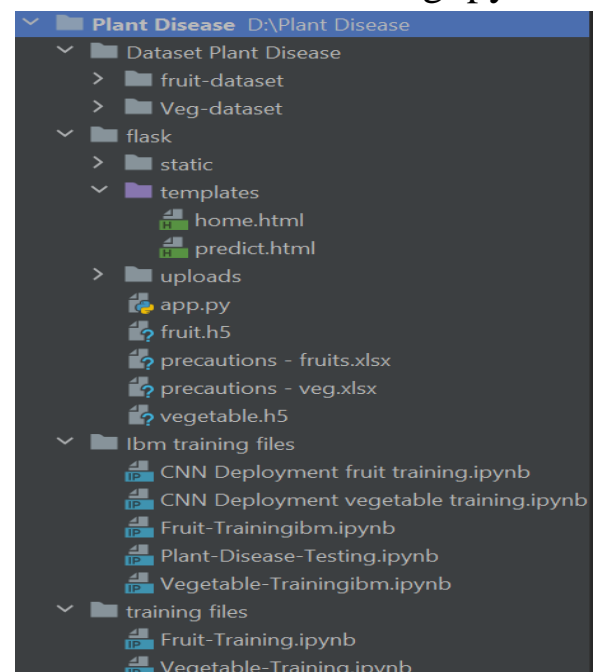 Plant Disease D:\Plant Disease
Dataset Plant Disease
fruit-dataset
Veg-dataset
flask
static
templates
home.html
predict.html
uploads
app.py
fruit.h5
precautions - fruits.xlsx
precautions - veg.xlsx
vegetable.h5
Ibm training files
CNN Deployment fruit training.ipynb
CNN Deployment vegetable training.ipynb
Fruit-Trainingibm.ipynb
Plant-Disease-Testing.ipynb
Vegetable-Trainingibm.ipynb
training files
Fruit-Training.ipynb
Vegetable-Training.ipynb